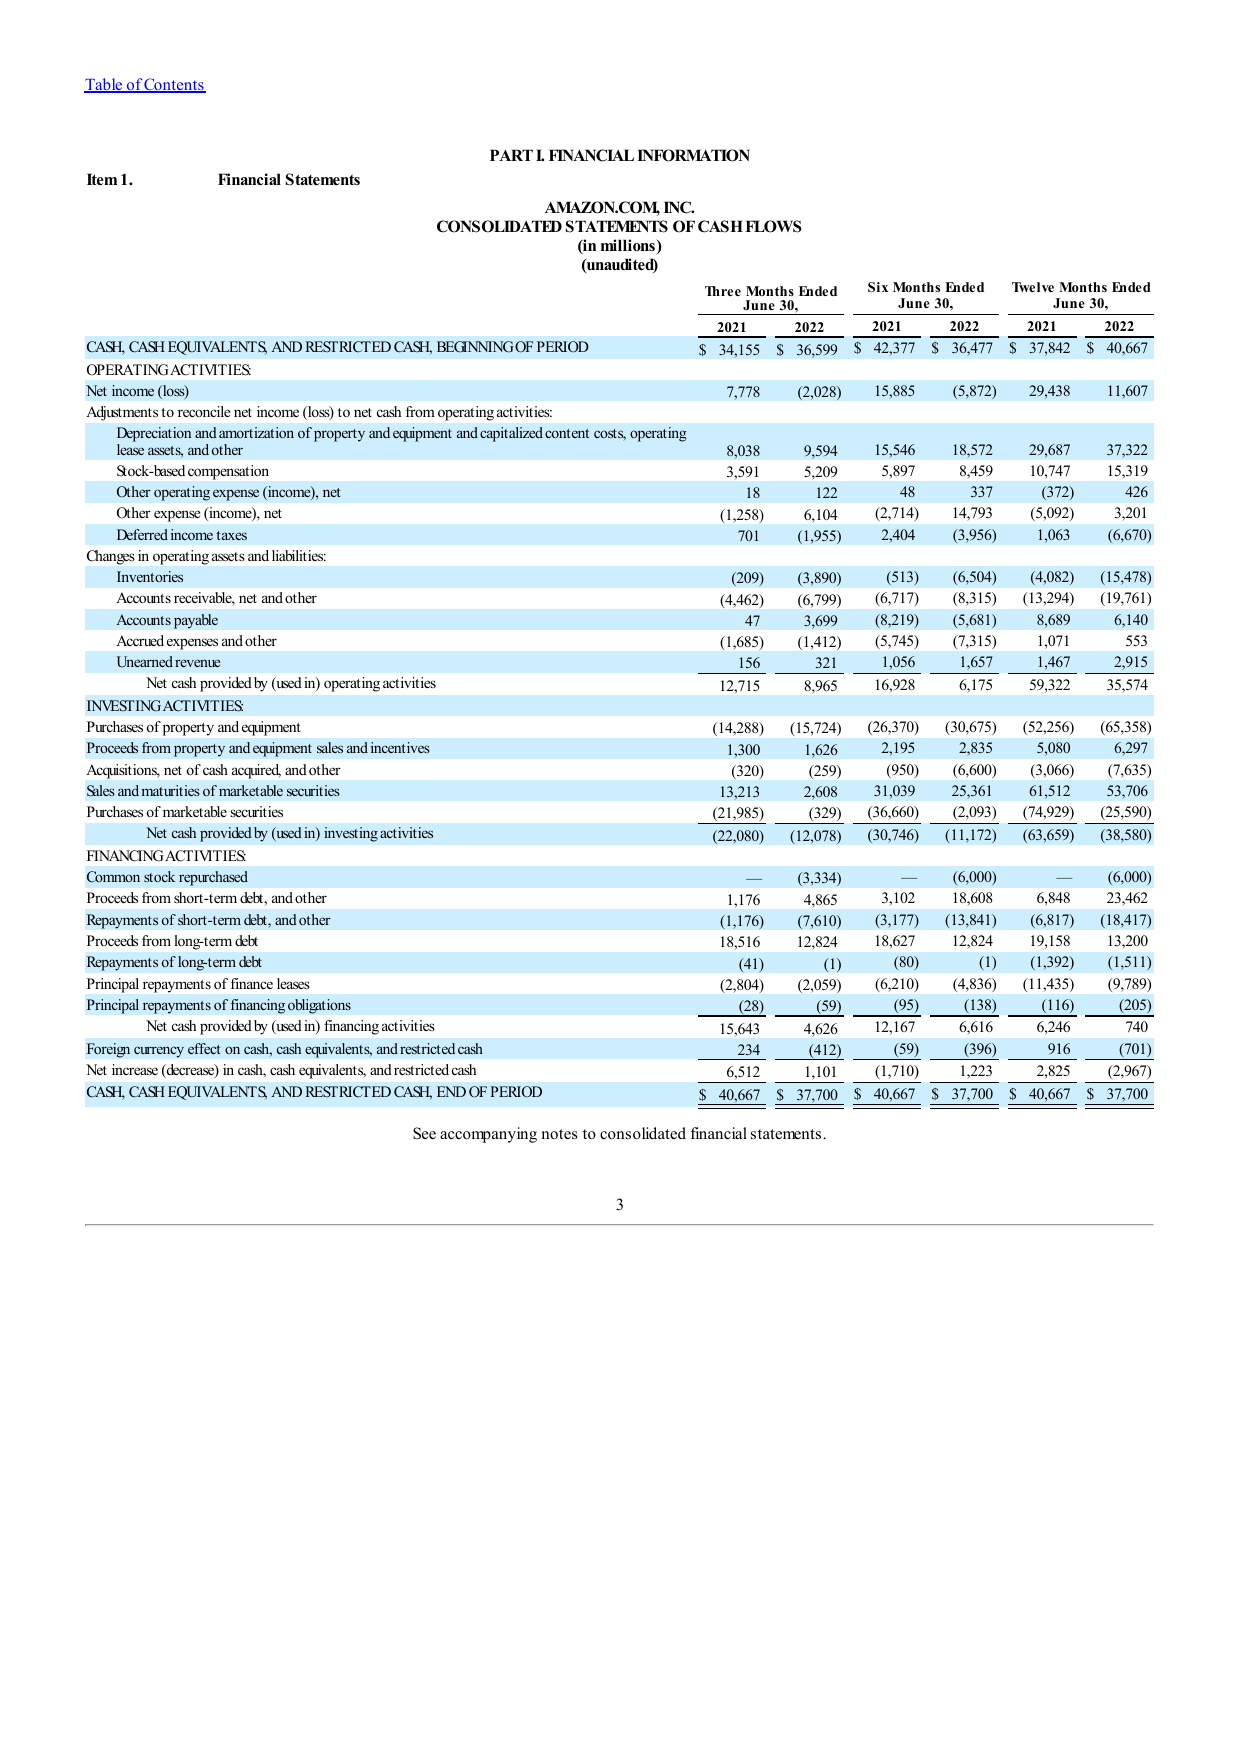 Table of Contents
PART I. FINANCIAL INFORMATION
Item 1. Financial Statements
AMAZON.COM, INC.
CONSOLIDATED STATEMENTS OF CASH FLOWS
(in millions)
(unaudited)
Three Months Ended June 30, Six Months Ended June 30, Twelve Months Ended June 30,
2021 2022 2021 2022 2021 2022
CASH, CASH EQUIVALENTS, AND RESTRICTED CASH, BEGINNING OF PERIOD $ 34,155 $ 36,599 $ 42,377 $ 36,477 $ 37,842 $ 40,667
OPERATING ACTIVITIES:
Net income (loss) 7,778 (2,028) 15,885 (5,872) 29,438 11,607
Adjustments to reconcile net income (loss) to net cash from operating activities:
Depreciation and amortization of property and equipment and capitalized content costs, operating
lease assets, and other 8,038 9,594 15,546 18,572 29,687 37,322
Stock-based compensation 3,591 5,209 5,897 8,459 10,747 15,319
Other operating expense (income), net 18 122 48 337 (372) 426
Other expense (income), net (1,258) 6,104 (2,714) 14,793 (5,092) 3,201
Deferred income taxes 701 (1,955) 2,404 (3,956) 1,063 (6,670)
Changes in operating assets and liabilities:
Inventories (209) (3,890) (513) (6,504) (4,082) (15,478)
Accounts receivable, net and other (4,462) (6,799) (6,717) (8,315) (13,294) (19,761)
Accounts payable 47 3,699 (8,219) (5,681) 8,689 6,140
Accrued expenses and other (1,685) (1,412) (5,745) (7,315) 1,071 553
Unearned revenue 156 321 1,056 1,657 1,467 2,915
Net cash provided by (used in) operating activities 12,715 8,965 16,928 6,175 59,322 35,574
INVESTING ACTIVITIES:
Purchases of property and equipment (14,288) (15,724) (26,370) (30,675) (52,256) (65,358)
Proceeds from property and equipment sales and incentives 1,300 1,626 2,195 2,835 5,080 6,297
Acquisitions, net of cash acquired, and other (320) (259) (950) (6,600) (3,066) (7,635)
Sales and maturities of marketable securities 13,213 2,608 31,039 25,361 61,512 53,706
Purchases of marketable securities (21,985) (329) (36,660) (2,093) (74,929) (25,590)
Net cash provided by (used in) investing activities (22,080) (12,078) (30,746) (11,172) (63,659) (38,580)
FINANCING ACTIVITIES:
Common stock repurchased — (3,334) — (6,000) — (6,000)
Proceeds from short-term debt, and other 1,176 4,865 3,102 18,608 6,848 23,462
Repayments of short-term debt, and other (1,176) (7,610) (3,177) (13,841) (6,817) (18,417)
Proceeds from long-term debt 18,516 12,824 18,627 12,824 19,158 13,200
Repayments of long-term debt (41) (1) (80) (1) (1,392) (1,511)
Principal repayments of finance leases (2,804) (2,059) (6,210) (4,836) (11,435) (9,789)
Principal repayments of financing obligations (28) (59) (95) (138) (116) (205)
Net cash provided by (used in) financing activities 15,643 4,626 12,167 6,616 6,246 740
Foreign currency effect on cash, cash equivalents, and restricted cash 234 (412) (59) (396) 916 (701)
Net increase (decrease) in cash, cash equivalents, and restricted cash 6,512 1,101 (1,710) 1,223 2,825 (2,967)
CASH, CASH EQUIVALENTS, AND RESTRICTED CASH, END OF PERIOD $ 40,667 $ 37,700 $ 40,667 $ 37,700 $ 40,667 $ 37,700
See accompanying notes to consolidated financial statements.
3